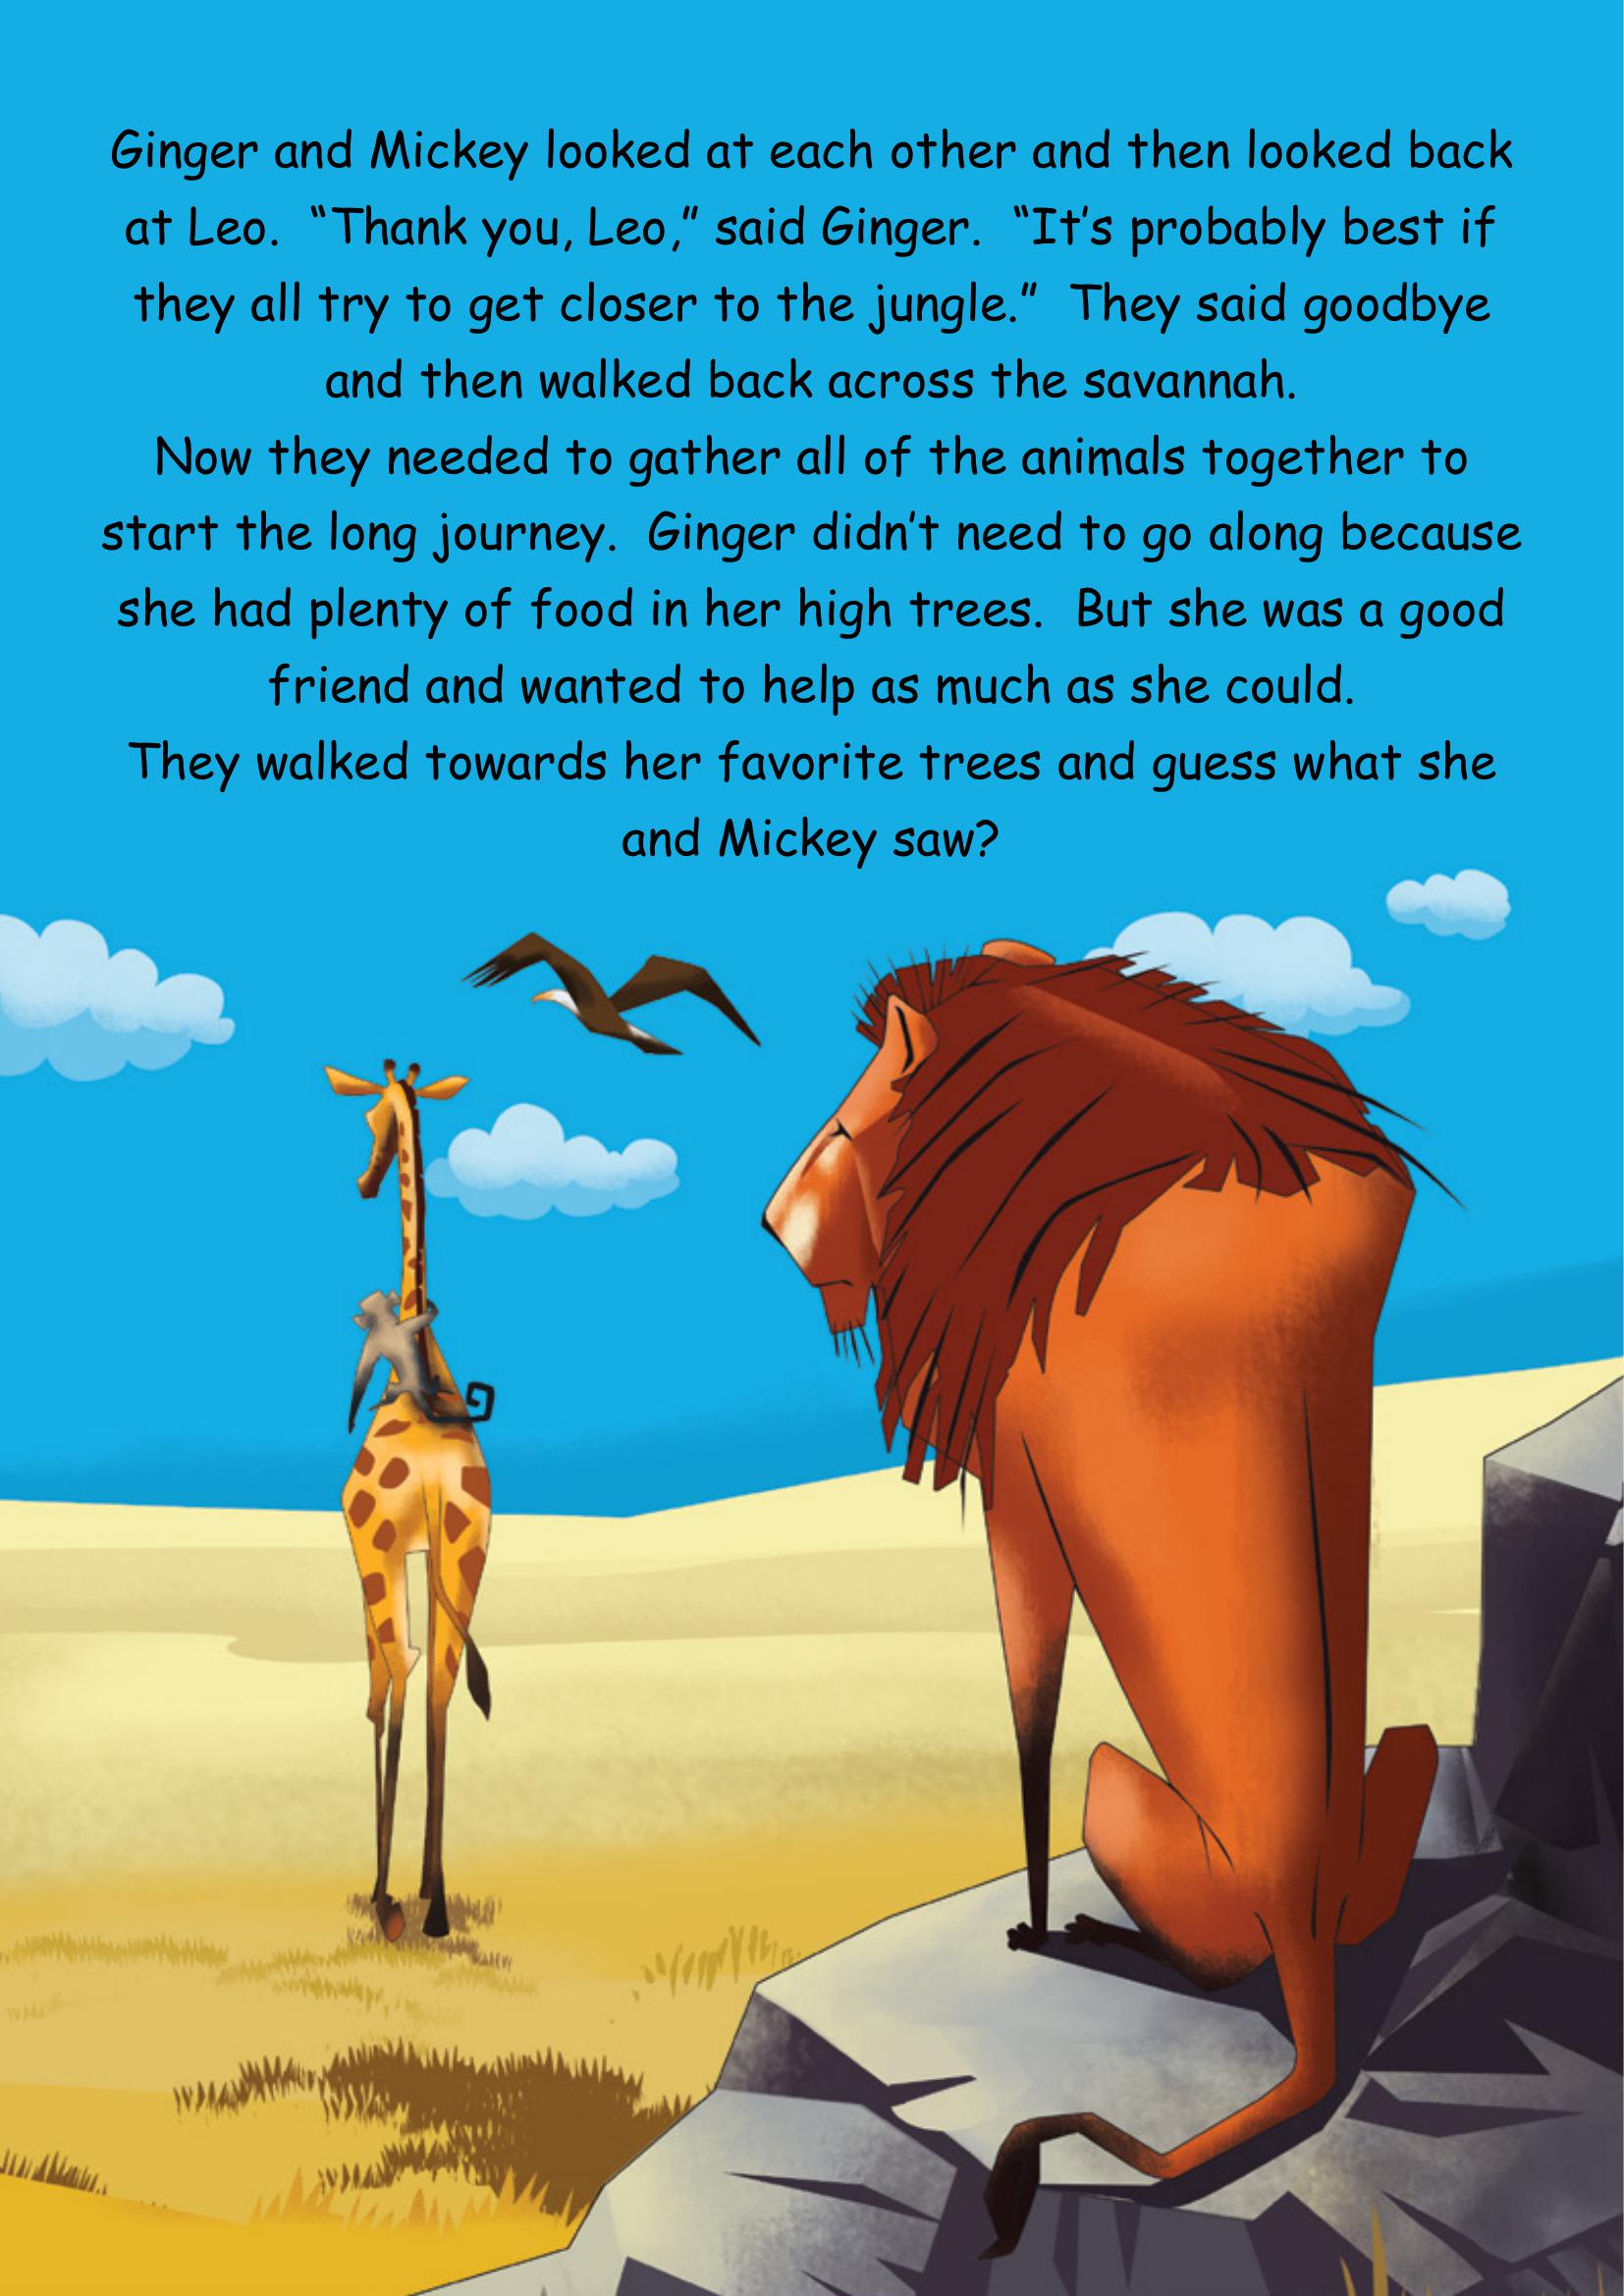 Ginger and Mickey looked at each other and then looked back
at Leo.  “Thank you, Leo,” said Ginger.  “It’s probably best if
they all try to get closer to the jungle.”  They said goodbye
and then walked back across the savannah.
Now they needed to gather all of the animals together to
start the long journey.  Ginger didn’t need to go along because
she had plenty of food in her high trees.  But she was a good
friend and wanted to help as much as she could.
They walked towards her favorite trees and guess what she
and Mickey saw?